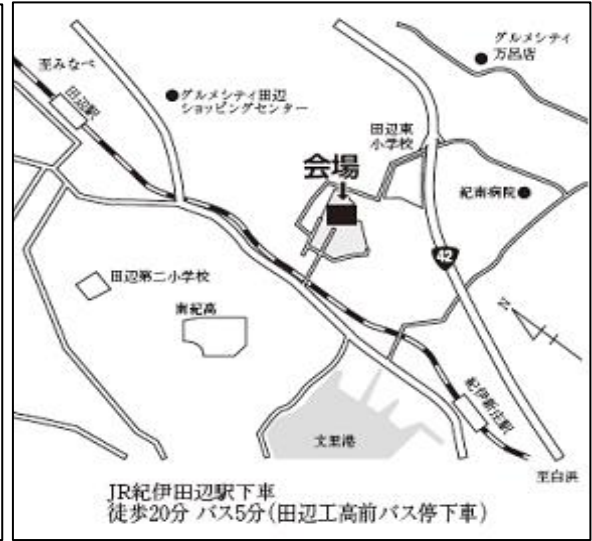 至みなべ
田辺駅
グルメシティ田辺
ショッピングセンター
グルメシティ
万呂店
田辺東
小学校
会場
紀南病院
42
田辺第二小学校
南紀高
N
紀伊新庄駅
文里港
至白浜
JR紀伊田辺駅下車
徒歩20分 バス5分(田辺工高前バス停下車)